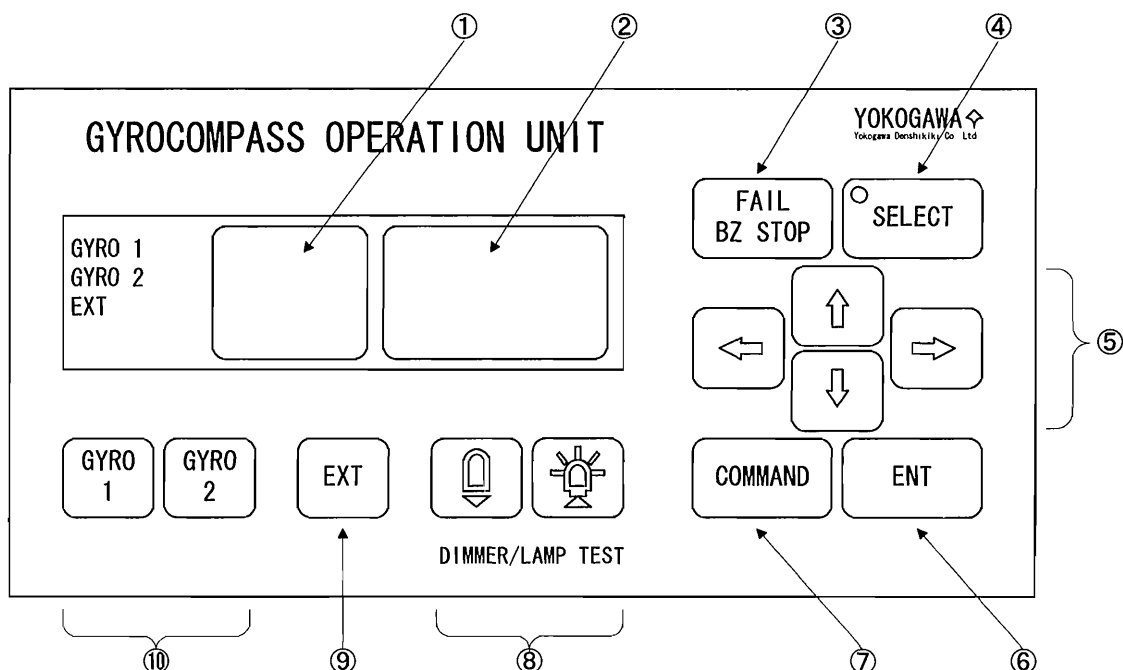 ① ② ③ ④
GYROCOMPASS OPERATION UNIT
YOKOGAWA
Yokogawa Denshikiki Co Ltd
FAIL
BZ STOP
SELECT
GYRO 1
GYRO 2
EXT
⑤
GYRO
1
GYRO
2
EXT
COMMAND
ENT
DIMMER/LAMP TEST
⑩ ⑨ ⑧ ⑦ ⑥